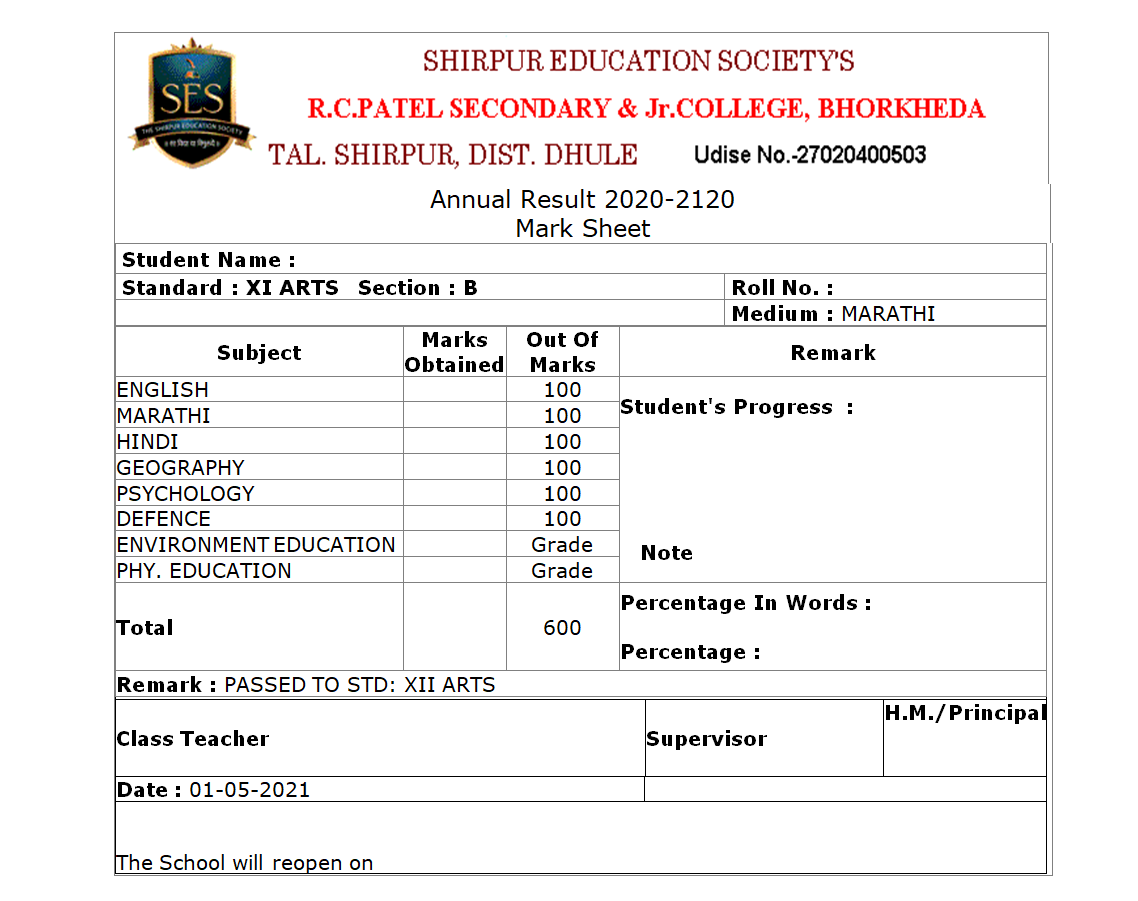 SES
THE SHIRPUR EDUCATION SOCIETY
SHIRPUR EDUCATION SOCIETY'S
R.C.PATEL SECONDARY & Jr.COLLEGE, BHORKHEDA
TAL. SHIRPUR, DIST. DHULE Udise No.-27020400503
Annual Result 2020-2120
Mark Sheet
Student Name :
Standard : XI ARTS Section : B Roll No. :
Medium : MARATHI
Subject Marks Obtained Out Of Marks Remark
ENGLISH 100
Student's Progress :
MARATHI 100
HINDI 100
GEOGRAPHY 100
PSYCHOLOGY 100
DEFENCE 100
ENVIRONMENT EDUCATION Grade
Note
PHY. EDUCATION Grade
Percentage In Words :
Total 600
Percentage :
Remark : PASSED TO STD: XII ARTS
Class Teacher Supervisor H.M./Principal
Date : 01-05-2021
The School will reopen on